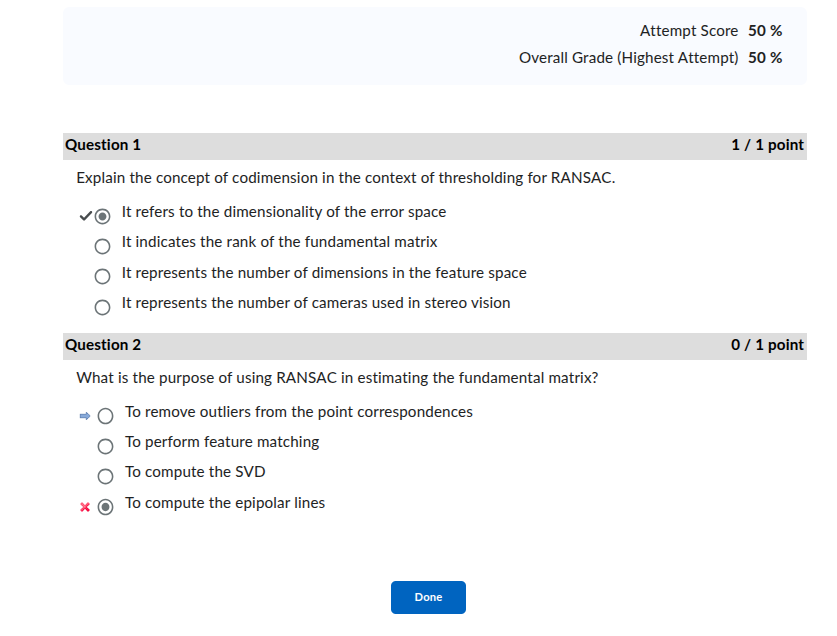 Attempt Score 50 %
Overall Grade (Highest Attempt) 50 %
Question 1 1 / 1 point
Explain the concept of codimension in the context of thresholding for RANSAC.
It refers to the dimensionality of the error space
It indicates the rank of the fundamental matrix
It represents the number of dimensions in the feature space
It represents the number of cameras used in stereo vision
Question 2 0 / 1 point
What is the purpose of using RANSAC in estimating the fundamental matrix?
To remove outliers from the point correspondences
To perform feature matching
To compute the SVD
To compute the epipolar lines
Done